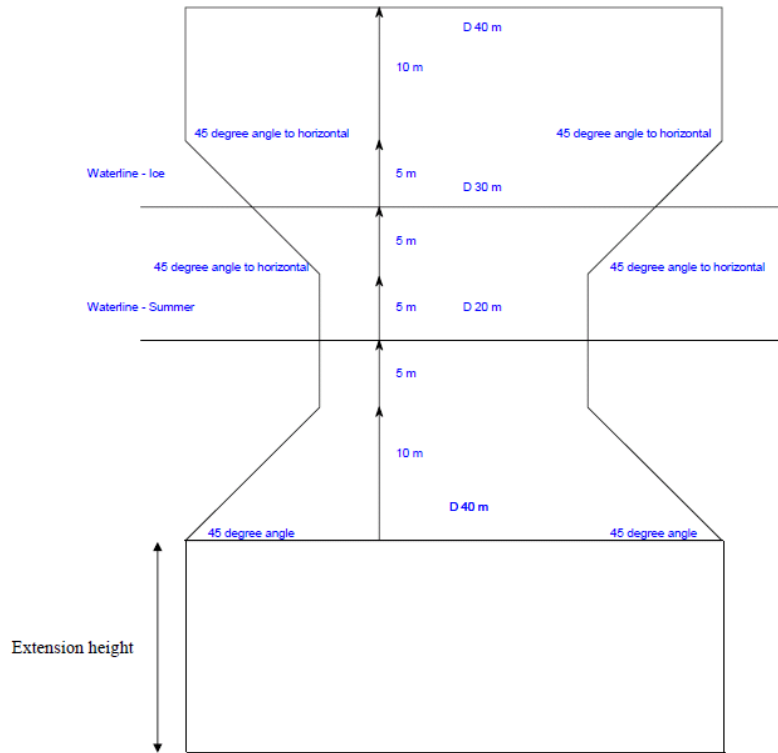 D 40 m
10 m
45 degree angle to horizontal
45 degree angle to horizontal
Waterline - Ice
5 m
D 30 m
5 m
45 degree angle to horizontal
45 degree angle to horizontal
Waterline - Summer
5 m
D 20 m
5 m
10 m
D 40 m
45 degree angle
45 degree angle
Extension height